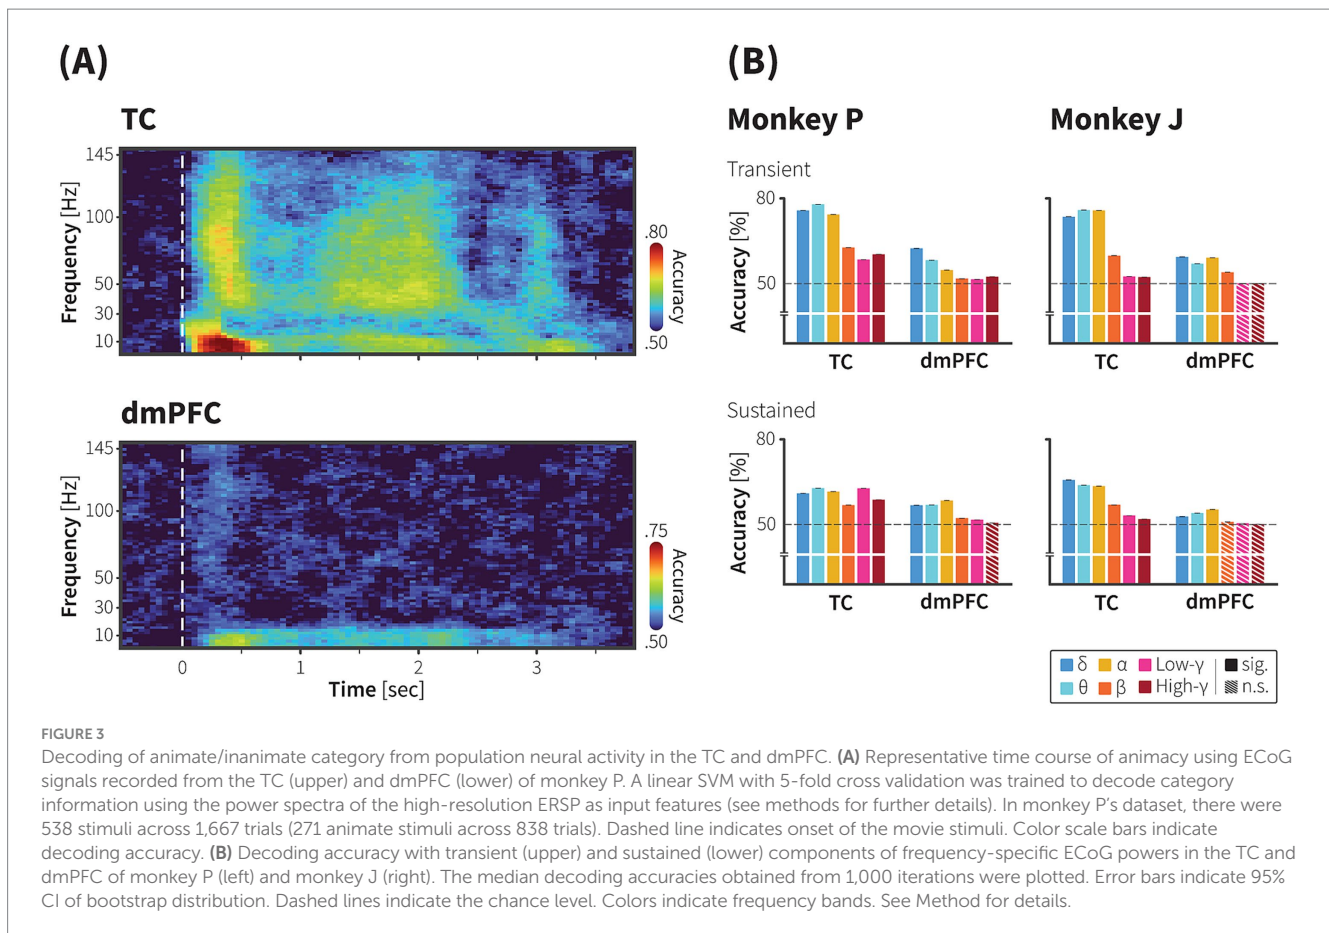 (A)
TC
145
100
50
30
10
Frequency [Hz]
.80
Accuracy
.50
dmPFC
145
100
50
30
10
Frequency [Hz]
.75
Accuracy
.50
0
1
2
3
Time [sec]
(B)
Monkey P
Monkey J
Transient
80
50
Accuracy [%]
TC
dmPFC
TC
dmPFC
Sustained
80
50
Accuracy [%]
TC
dmPFC
TC
dmPFC
δ α Low-γ sig.
θ β High-γ n.s.
FIGURE 3
Decoding of animate/inanimate category from population neural activity in the TC and dmPFC. (A) Representative time course of animacy using ECoG
signals recorded from the TC (upper) and dmPFC (lower) of monkey P. A linear SVM with 5-fold cross validation was trained to decode category
information using the power spectra of the high-resolution ERSP as input features (see methods for further details). In monkey P's dataset, there were
538 stimuli across 1,667 trials (271 animate stimuli across 838 trials). Dashed line indicates onset of the movie stimuli. Color scale bars indicate
decoding accuracy. (B) Decoding accuracy with transient (upper) and sustained (lower) components of frequency-specific ECoG powers in the TC and
dmPFC of monkey P (left) and monkey J (right). The median decoding accuracies obtained from 1,000 iterations were plotted. Error bars indicate 95%
CI of bootstrap distribution. Dashed lines indicate the chance level. Colors indicate frequency bands. See Method for details.